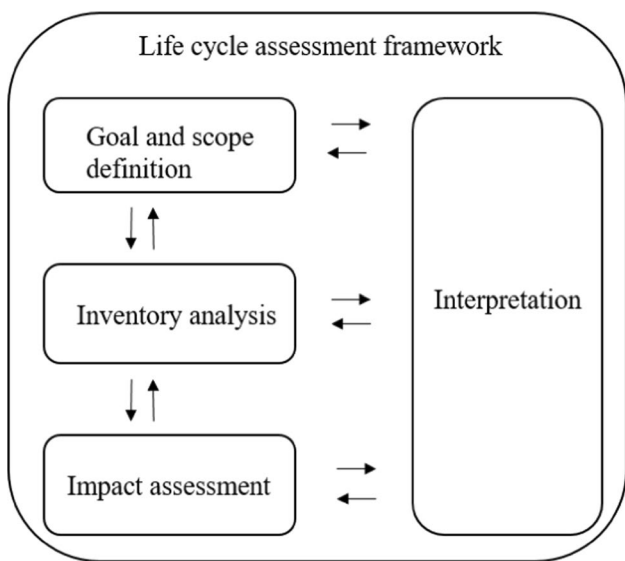 Life cycle assessment framework
Goal and scope
definition
Inventory analysis
Interpretation
Impact assessment